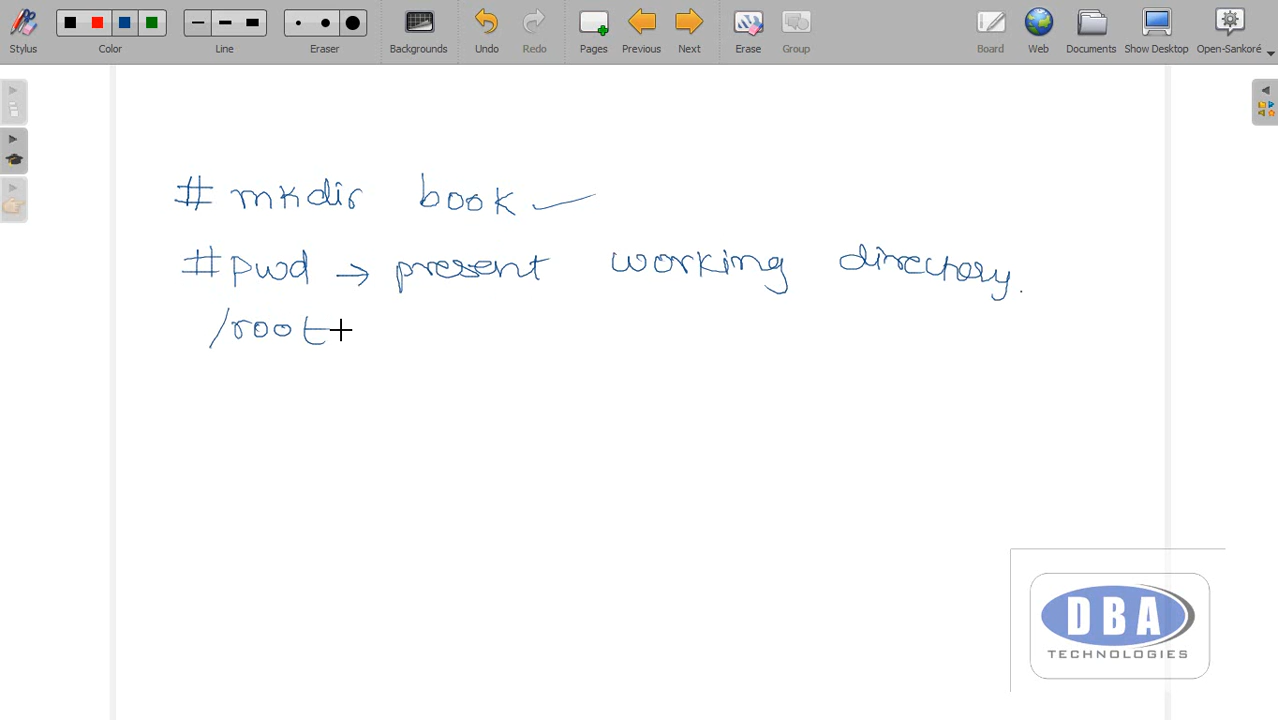 Stylus Color Line Eraser Backgrounds Undo Redo Pages Previous Next Erase Group Board Web Documents Show Desktop Open-Sankoré
# mkdir book
# pwd → present working directory.
/root
DBA
TECHNOLOGIES